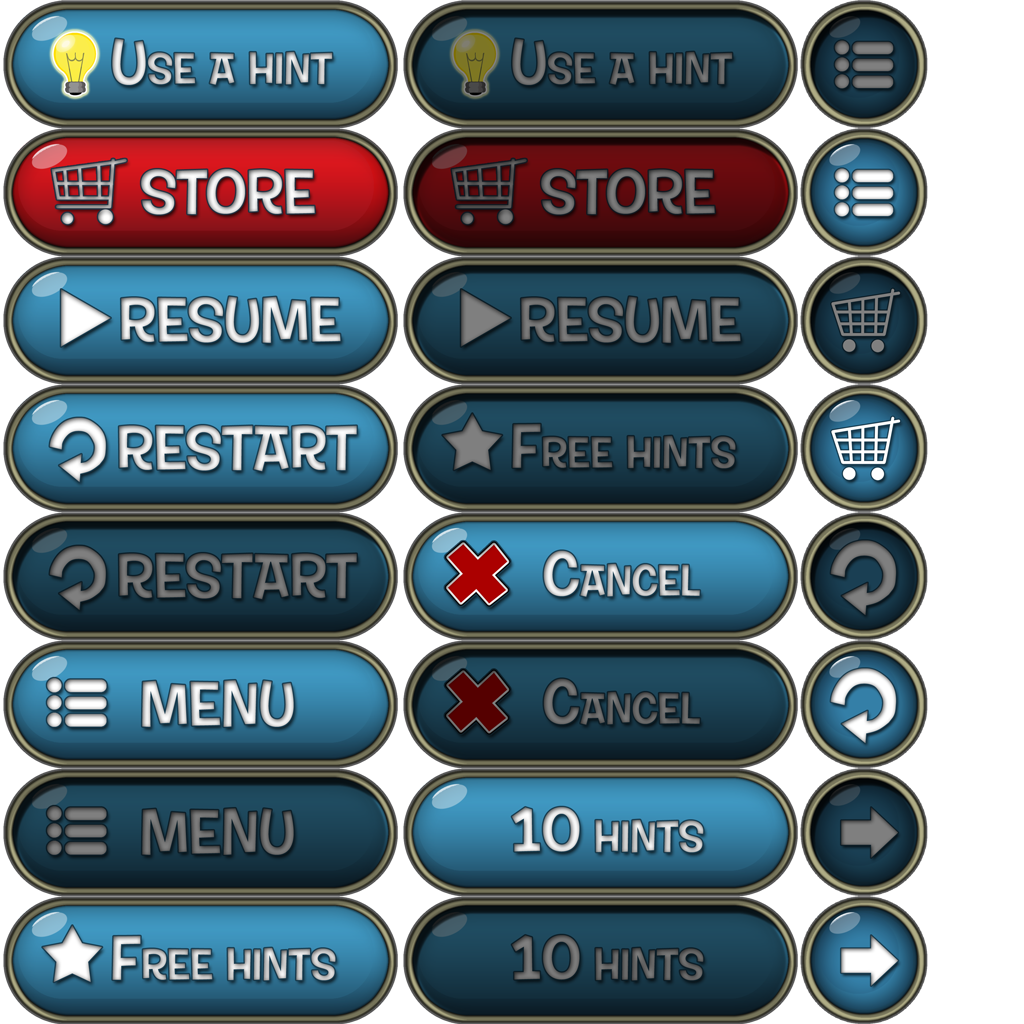 Use a hint
Use a hint
STORE
STORE
RESUME
RESUME
RESTART
Free hints
RESTART
Cancel
MENU
Cancel
MENU
10 hints
Free hints
10 hints